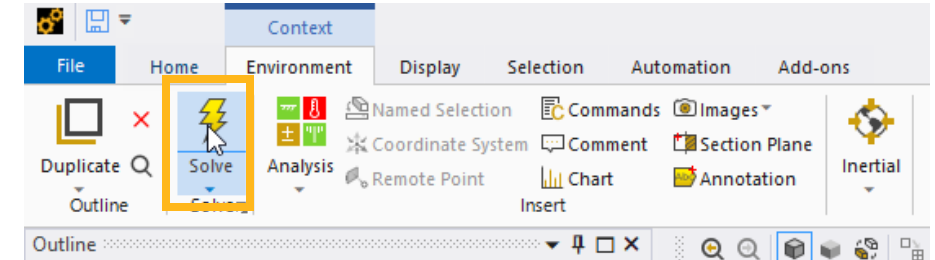 Context
File Home Environment Display Selection Automation Add-ons
Named Selection Commands Images
Coordinate System Comment Section Plane
Duplicate Solve Analysis Remote Point Chart Annotation Inertial
Outline Insert
Outline